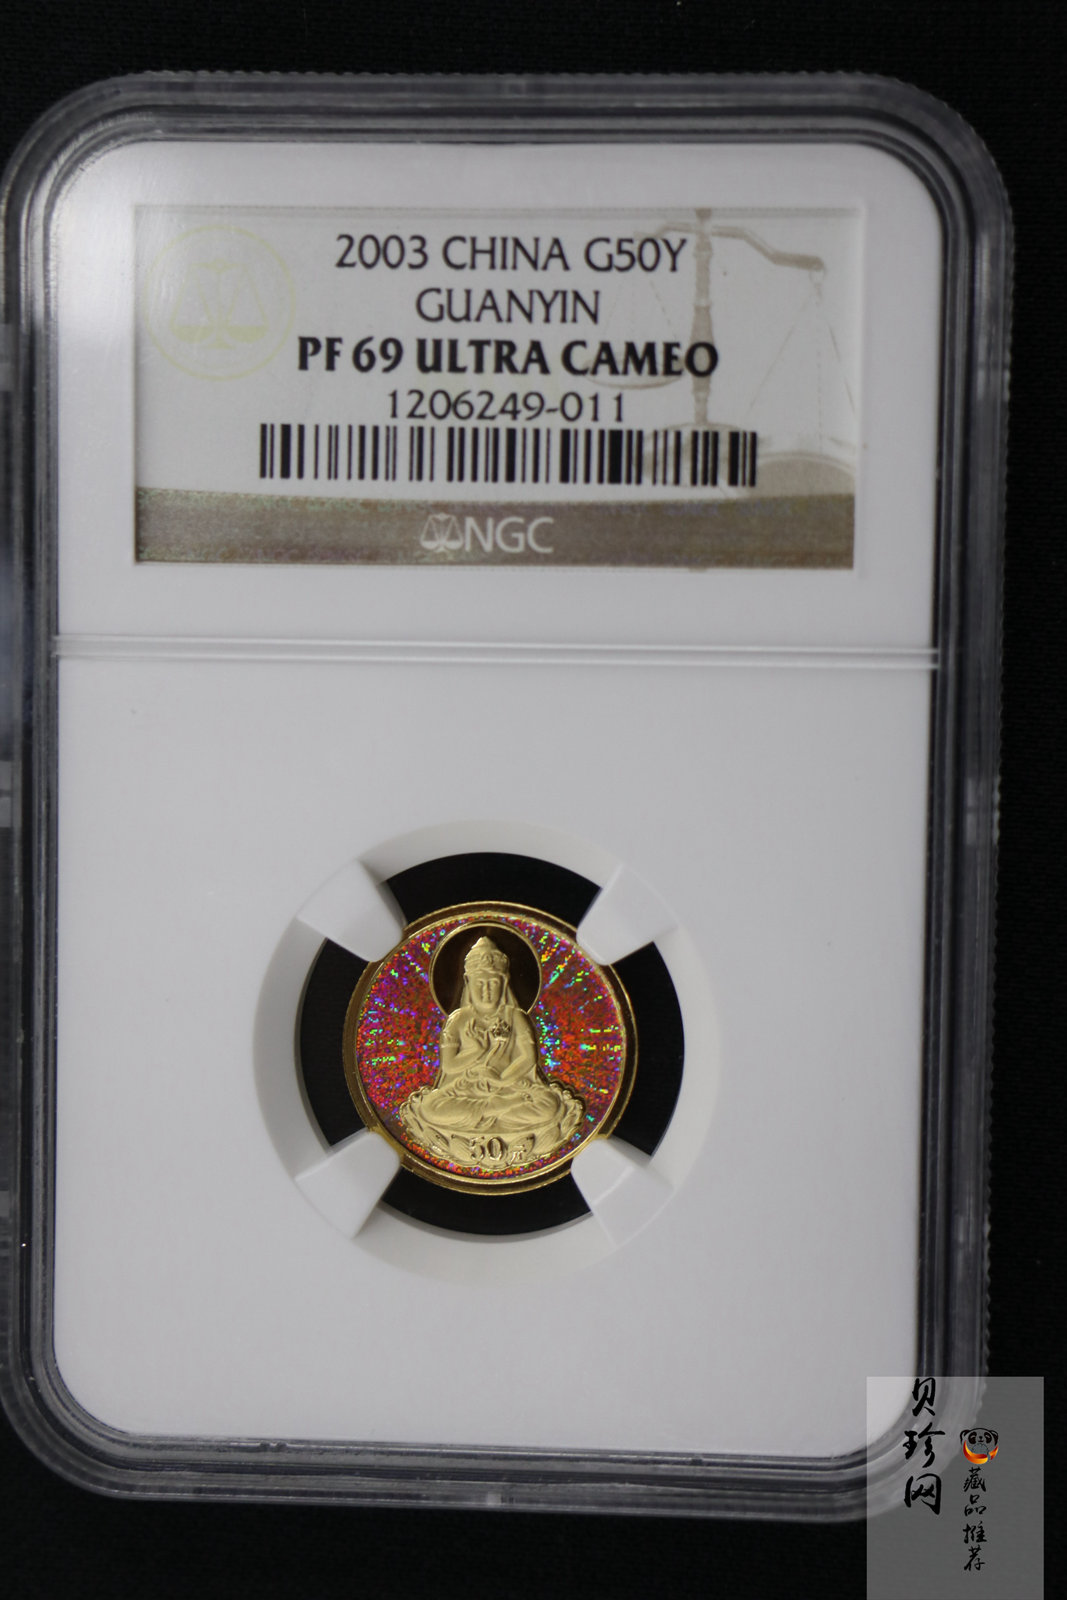 2003 CHINA G50Y
GUANYIN
PF 69 ULTRA CAMEO
1206249-011
NGC
50元
贝珍网
藏品推荐